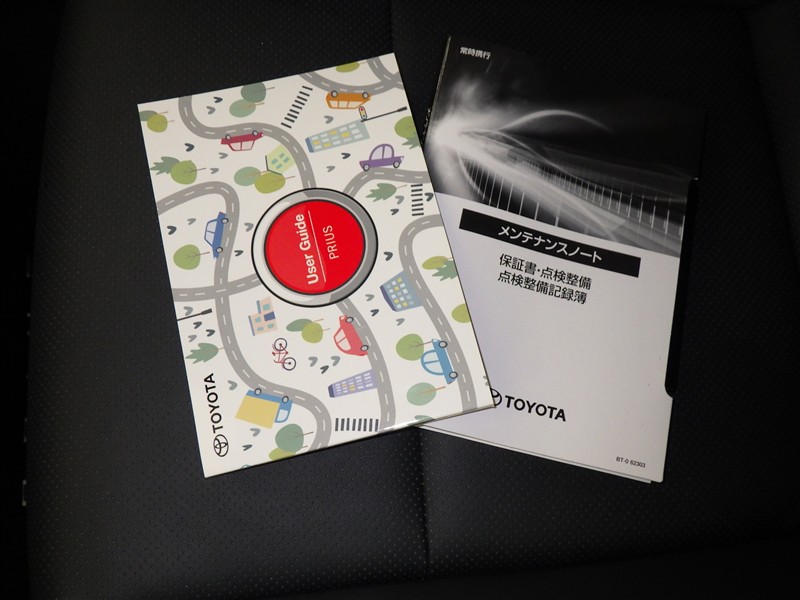 User Guide
PRIUS
TOYOTA
常時携行
メンテナンスノート
保証書・点検整備
点検整備記録簿
TOYOTA
BT-0 62303